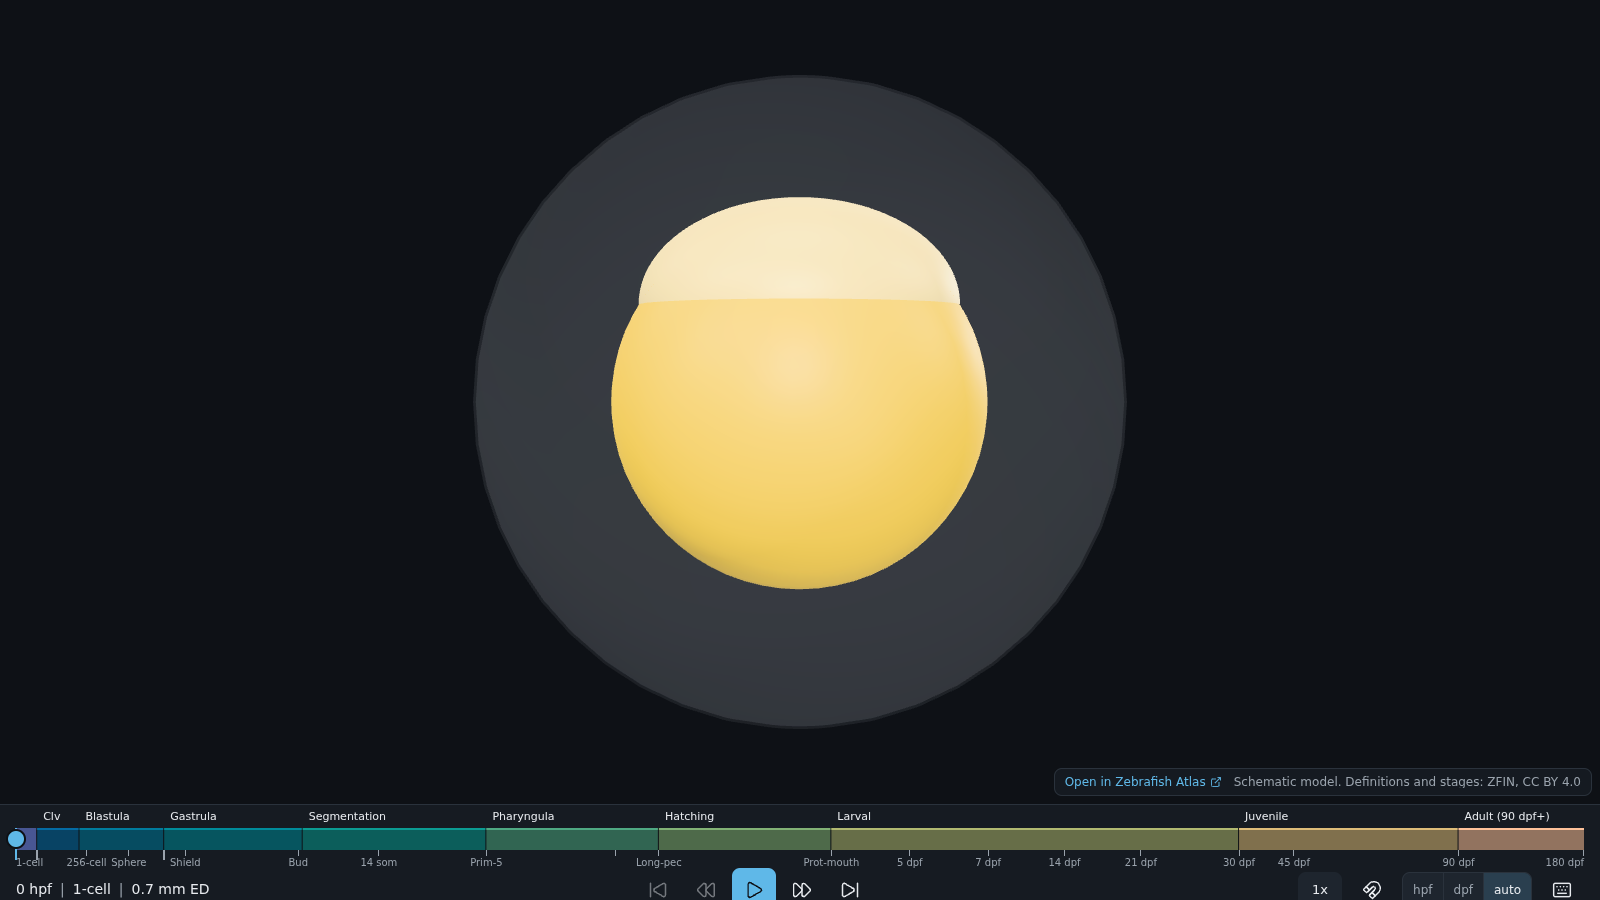 Open in Zebrafish Atlas Schematic model. Definitions and stages: ZFIN, CC BY 4.0
Clv Blastula Gastrula Segmentation Pharyngula Hatching Larval Juvenile Adult (90 dpf+)
1-cell 256-cell Sphere Shield Bud 14 som Prim-5 Long-pec Prot-mouth 5 dpf 7 dpf 14 dpf 21 dpf 30 dpf 45 dpf 90 dpf 180 dpf
0 hpf | 1-cell | 0.7 mm ED 1x hpf dpf auto